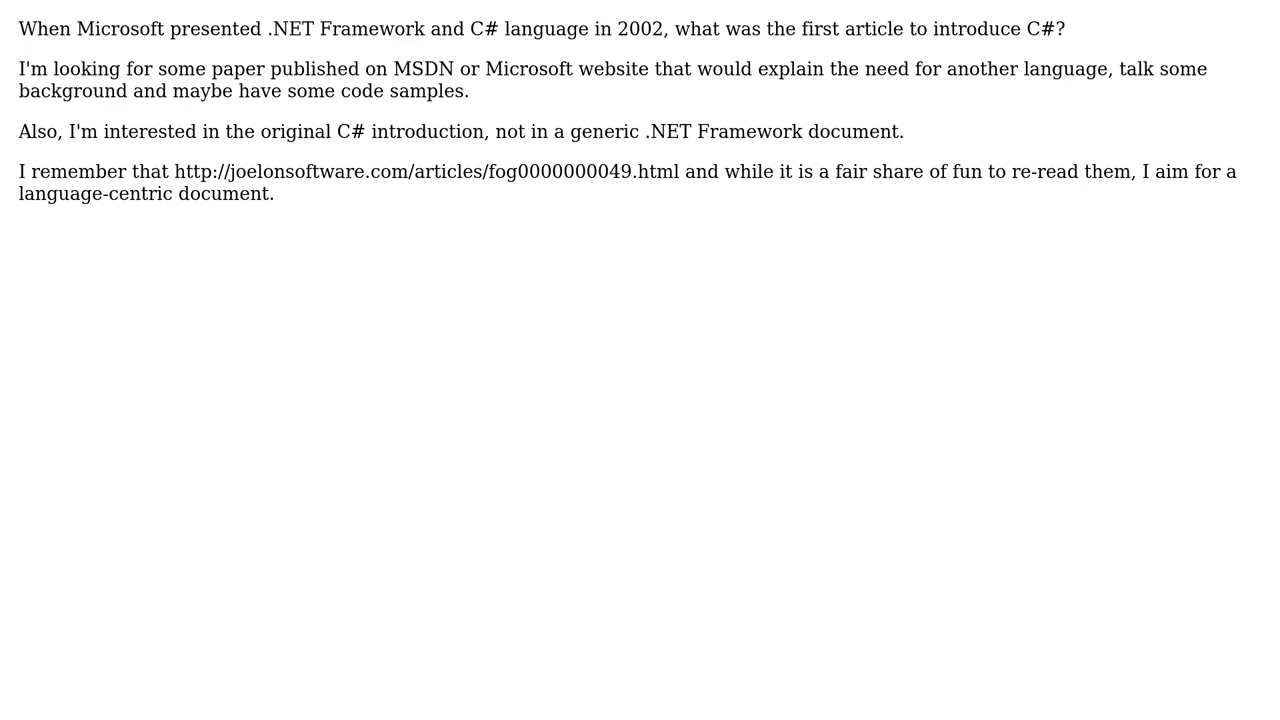 When Microsoft presented .NET Framework and C# language in 2002, what was the first article to introduce C#?
I'm looking for some paper published on MSDN or Microsoft website that would explain the need for another language, talk some
background and maybe have some code samples.
Also, I'm interested in the original C# introduction, not in a generic .NET Framework document.
I remember that http://joelonsoftware.com/articles/fog0000000049.html and while it is a fair share of fun to re-read them, I aim for a
language-centric document.